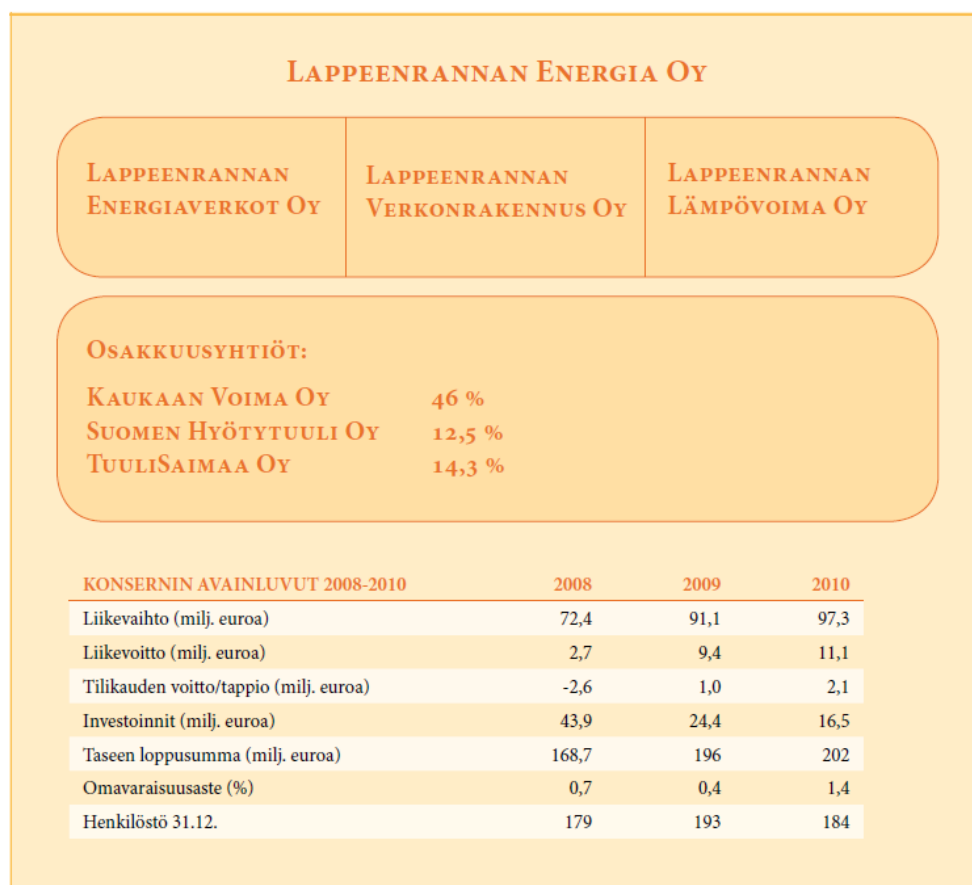 Lappeenrannan Energia Oy
Lappeenrannan
Energiaverkot Oy
Lappeenrannan
Verkonrakennus Oy
Lappeenrannan
Lämpövoima Oy
Osakkuusyhtiöt:
Kaukaan Voima Oy 46 %
Suomen Hyötytuuli Oy 12,5 %
TuuliSaimaa Oy 14,3 %
KONSERNIN AVAINLUVUT 2008-2010 2008 2009 2010
Liikevaihto (milj. euroa) 72,4 91,1 97,3
Liikevoitto (milj. euroa) 2,7 9,4 11,1
Tilikauden voitto/tappio (milj. euroa) -2,6 1,0 2,1
Investoinnit (milj. euroa) 43,9 24,4 16,5
Taseen loppusumma (milj. euroa) 168,7 196 202
Omavaraisuusaste (%) 0,7 0,4 1,4
Henkilöstö 31.12. 179 193 184